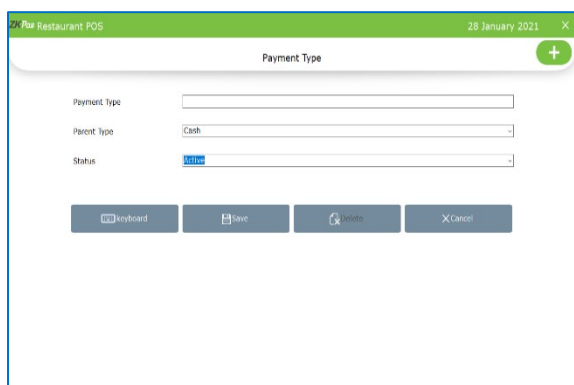 ZKPos Restaurant POS 28 January 2021 X
Payment Type
Payment Type
Parent Type Cash
Status Active
keyboard Save Delete Cancel